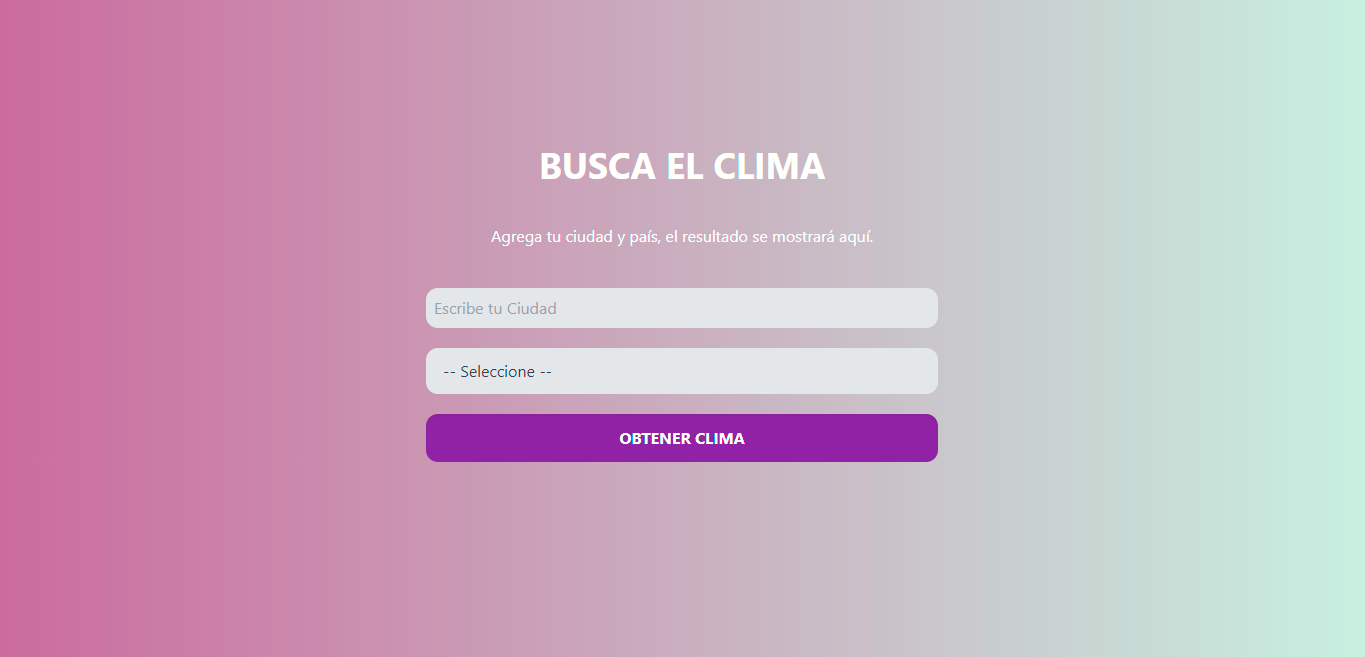 BUSCA EL CLIMA
Agrega tu ciudad y país, el resultado se mostrará aquí.
Escribe tu Ciudad
-- Seleccione --
OBTENER CLIMA